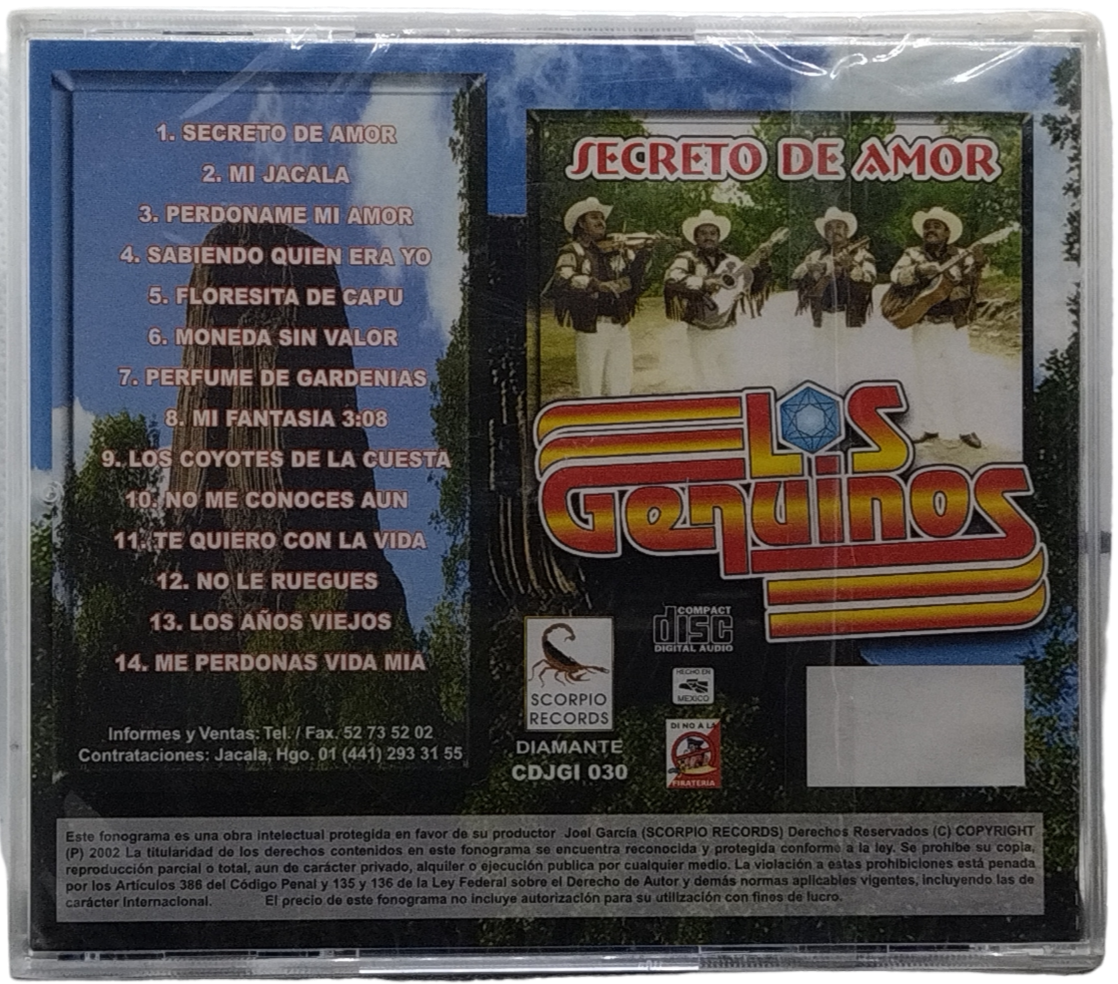 1. SECRETO DE AMOR
2. MI JACALA
3. PERDONAME MI AMOR
4. SABIENDO QUIEN ERA YO
5. FLORESITA DE CAPU
6. MONEDA SIN VALOR
7. PERFUME DE GARDENIAS
8. MI FANTASIA 3:08
9. LOS COYOTES DE LA CUESTA
10. NO ME CONOCES AUN
11. TE QUIERO CON LA VIDA
12. NO LE RUEGUES
13. LOS AÑOS VIEJOS
14. ME PERDONAS VIDA MIA
Informes y Ventas: Tel. / Fax. 52 73 52 02
Contrataciones: Jacala, Hgo. 01 (441) 293 31 55
SECRETO DE AMOR
LOS
GENUINOS
SCORPIO
RECORDS
DIAMANTE
CDJGI 030
COMPACT
disc
DIGITAL AUDIO
HECHO EN
MEXICO
DI NO A LA
PIRATERIA
Este fonograma es una obra intelectual protegida en favor de su productor Joel García (SCORPIO RECORDS) Derechos Reservados (C) COPYRIGHT
(P) 2002 La titularidad de los derechos contenidos en este fonograma se encuentra reconocida y protegida conforme a la ley. Se prohibe su copia,
reproducción parcial o total, aun de carácter privado, alquiler o ejecución publica por cualquier medio. La violación a estas prohibiciones está penada
por los Artículos 386 del Código Penal y 135 y 136 de la Ley Federal sobre el Derecho de Autor y demás normas aplicables vigentes, incluyendo las de
carácter Internacional. El precio de este fonograma no incluye autorización para su utilización con fines de lucro.